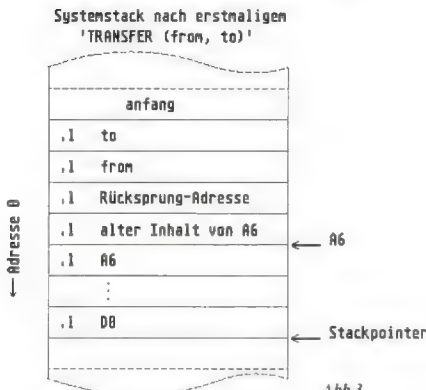 Systemstack nach erstmaligem
'TRANSFER (from, to)'
anfang
.l to
.l from
.l Rücksprung-Adresse
.l alter Inhalt von A6
← A6
.l A6
⋮
.l D0
← Stackpointer
← Adresse 0